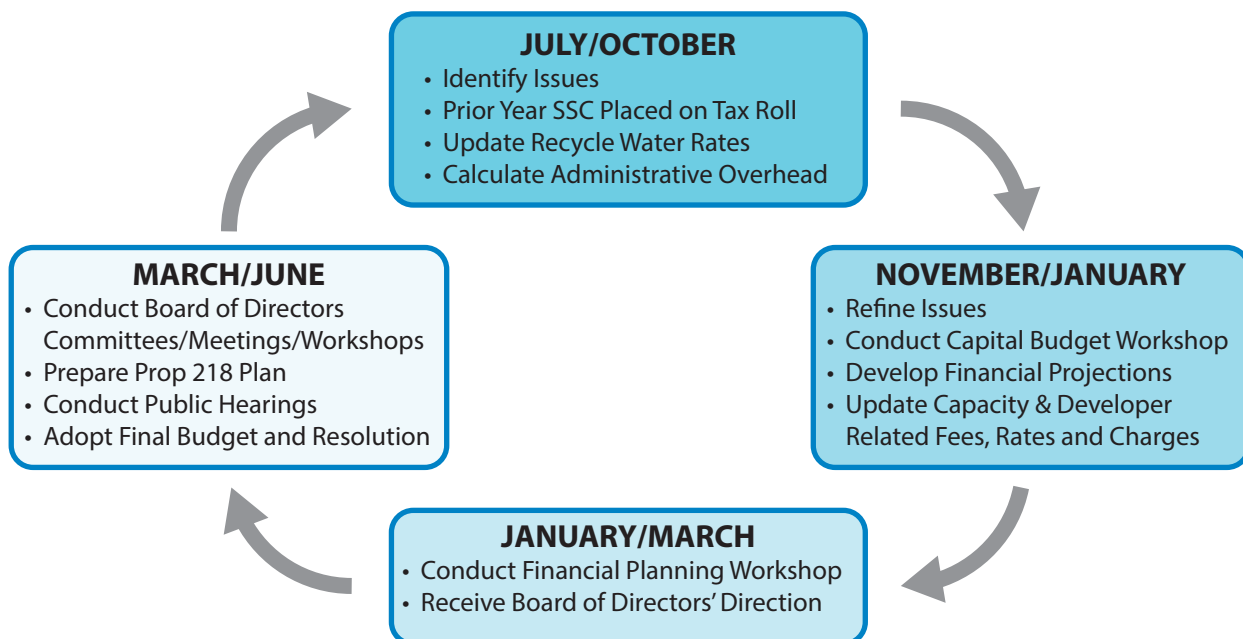 JULY/OCTOBER
• Identify Issues
• Prior Year SSC Placed on Tax Roll
• Update Recycle Water Rates
• Calculate Administrative Overhead
NOVEMBER/JANUARY
• Refine Issues
• Conduct Capital Budget Workshop
• Develop Financial Projections
• Update Capacity & Developer
Related Fees, Rates and Charges
JANUARY/MARCH
• Conduct Financial Planning Workshop
• Receive Board of Directors’ Direction
MARCH/JUNE
• Conduct Board of Directors
Committees/Meetings/Workshops
• Prepare Prop 218 Plan
• Conduct Public Hearings
• Adopt Final Budget and Resolution